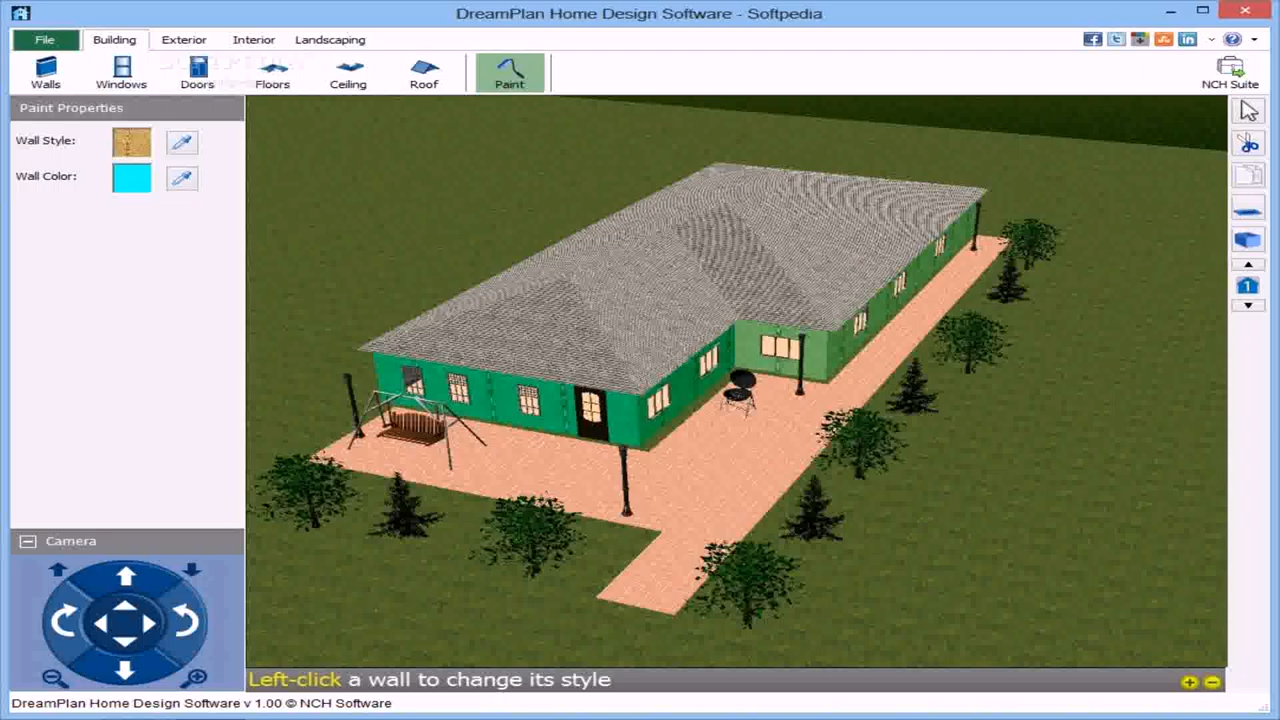 DreamPlan Home Design Software - Softpedia
File Building Exterior Interior Landscaping
Walls Windows Doors Floors Ceiling Roof Paint NCH Suite
Paint Properties
Wall Style:
Wall Color:
1
Camera
Left-click a wall to change its style
DreamPlan Home Design Software v 1.00 © NCH Software